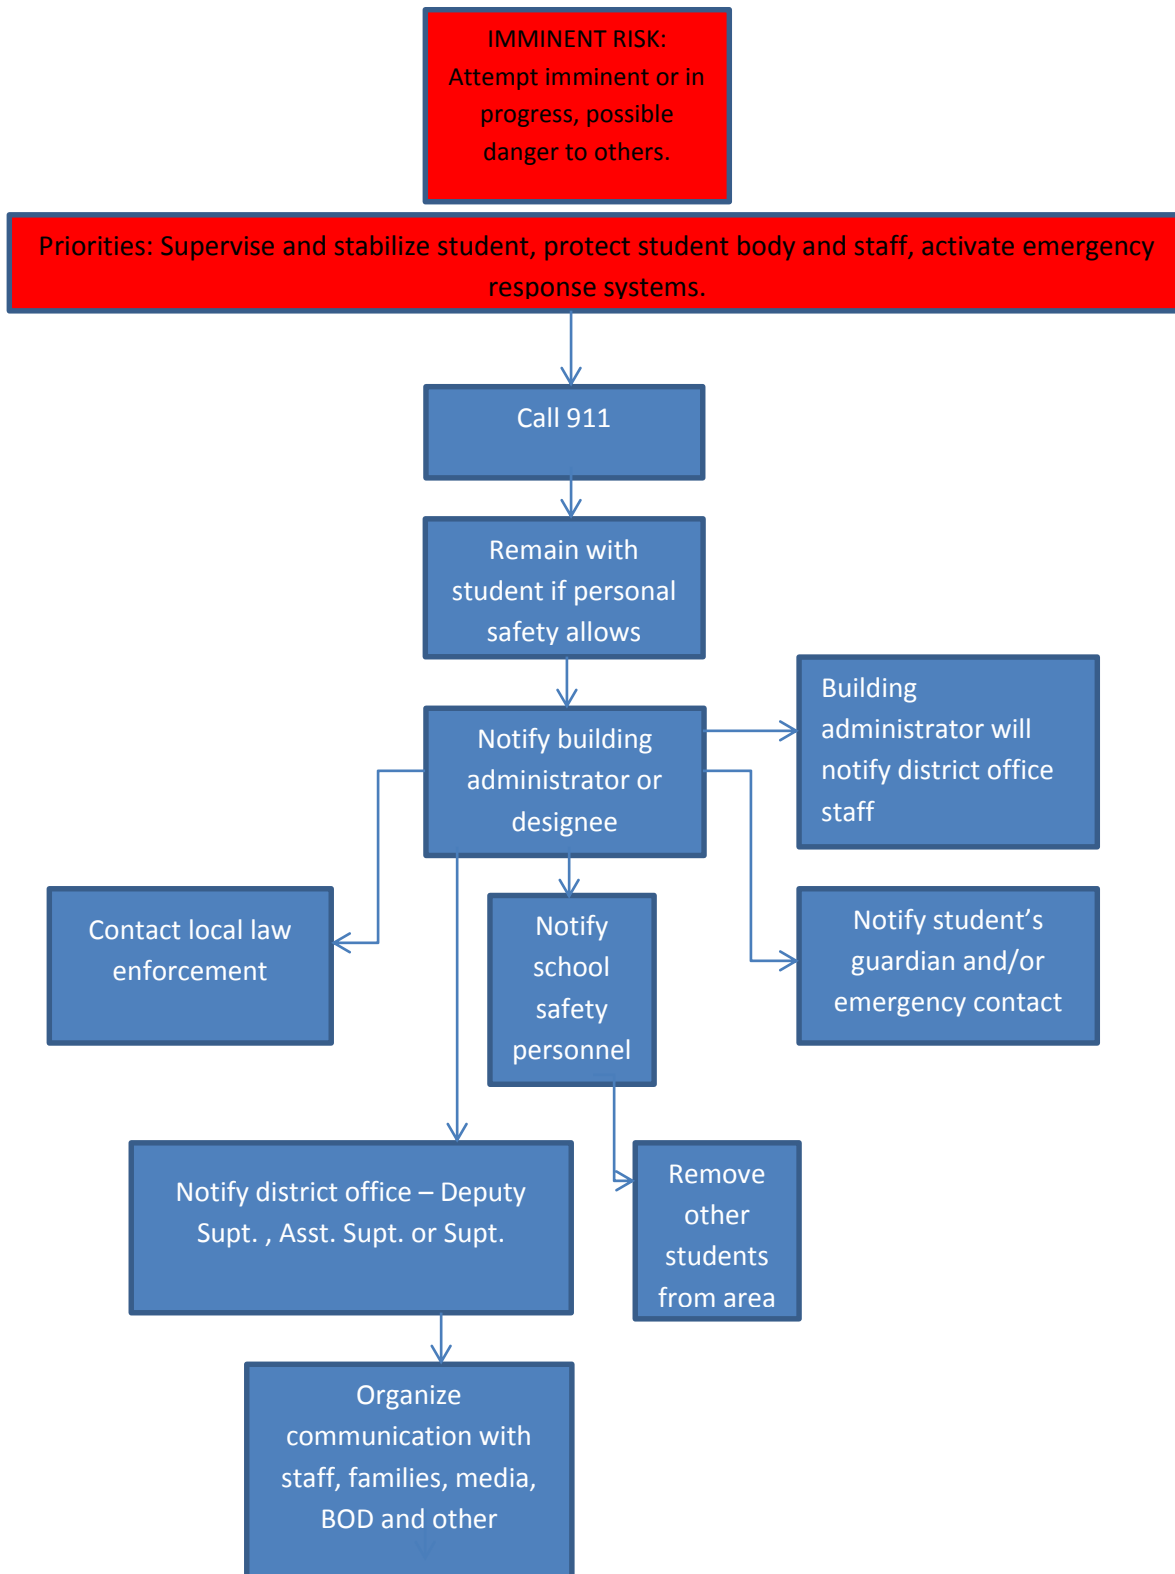 IMMINENT RISK:
Attempt imminent or in
progress, possible
danger to others.
Priorities: Supervise and stabilize student, protect student body and staff, activate emergency
response systems.
Call 911
Remain with
student if personal
safety allows
Notify building
administrator or
designee
Building
administrator will
notify district office
staff
Contact local law
enforcement
Notify
school
safety
personnel
Notify student’s
guardian and/or
emergency contact
Notify district office – Deputy
Supt. , Asst. Supt. or Supt.
Remove
other
students
from area
Organize
communication with
staff, families, media,
BOD and other